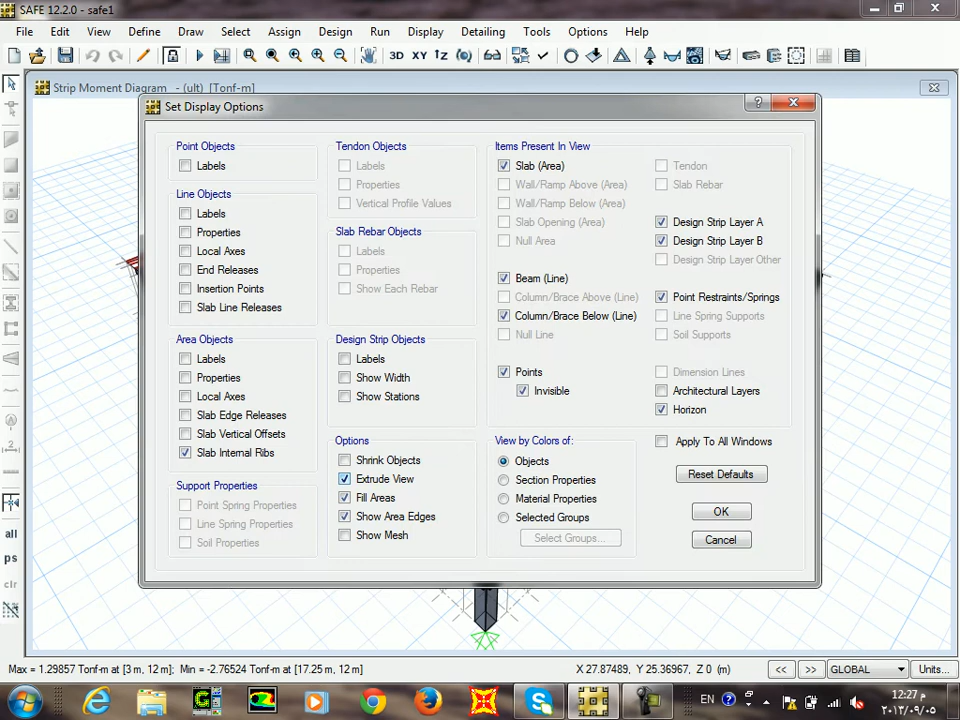 SAFE 12.2.0 - safe1
File Edit View Define Draw Select Assign Design Run Display Detailing Tools Options Help
3D XY
Strip Moment Diagram - (ult) [Tonf-m]
Set Display Options
Point Objects
Labels
Line Objects
Labels
Properties
Local Axes
End Releases
Insertion Points
Slab Line Releases
Area Objects
Labels
Properties
Local Axes
Slab Edge Releases
Slab Vertical Offsets
Slab Internal Ribs
Support Properties
Point Spring Properties
Line Spring Properties
Soil Properties
Tendon Objects
Labels
Properties
Vertical Profile Values
Slab Rebar Objects
Labels
Properties
Show Each Rebar
Design Strip Objects
Labels
Show Width
Show Stations
Options
Shrink Objects
Extrude View
Fill Areas
Show Area Edges
Show Mesh
Items Present In View
Slab (Area)
Wall/Ramp Above (Area)
Wall/Ramp Below (Area)
Slab Opening (Area)
Null Area
Beam (Line)
Column/Brace Above (Line)
Column/Brace Below (Line)
Null Line
Points
Invisible
Tendon
Slab Rebar
Design Strip Layer A
Design Strip Layer B
Design Strip Layer Other
Point Restraints/Springs
Line Spring Supports
Soil Supports
Dimension Lines
Architectural Layers
Horizon
View by Colors of:
Objects
Section Properties
Material Properties
Selected Groups
Select Groups...
Apply To All Windows
Reset Defaults
OK
Cancel
all
ps
clr
Max = 1.29857 Tonf-m at [3 m, 12 m]; Min = -2.76524 Tonf-m at [17.25 m, 12 m]
X 27.87489, Y 25.36967, Z 0 (m)
<< >> GLOBAL Units...
EN
12:27 م
٢٠١٣/٠٩/٠٥